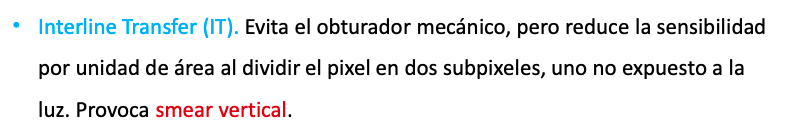 • Interline Transfer (IT). Evita el obturador mecánico, pero reduce la sensibilidad
por unidad de área al dividir el pixel en dos subpixeles, uno no expuesto a la
luz. Provoca smear vertical.